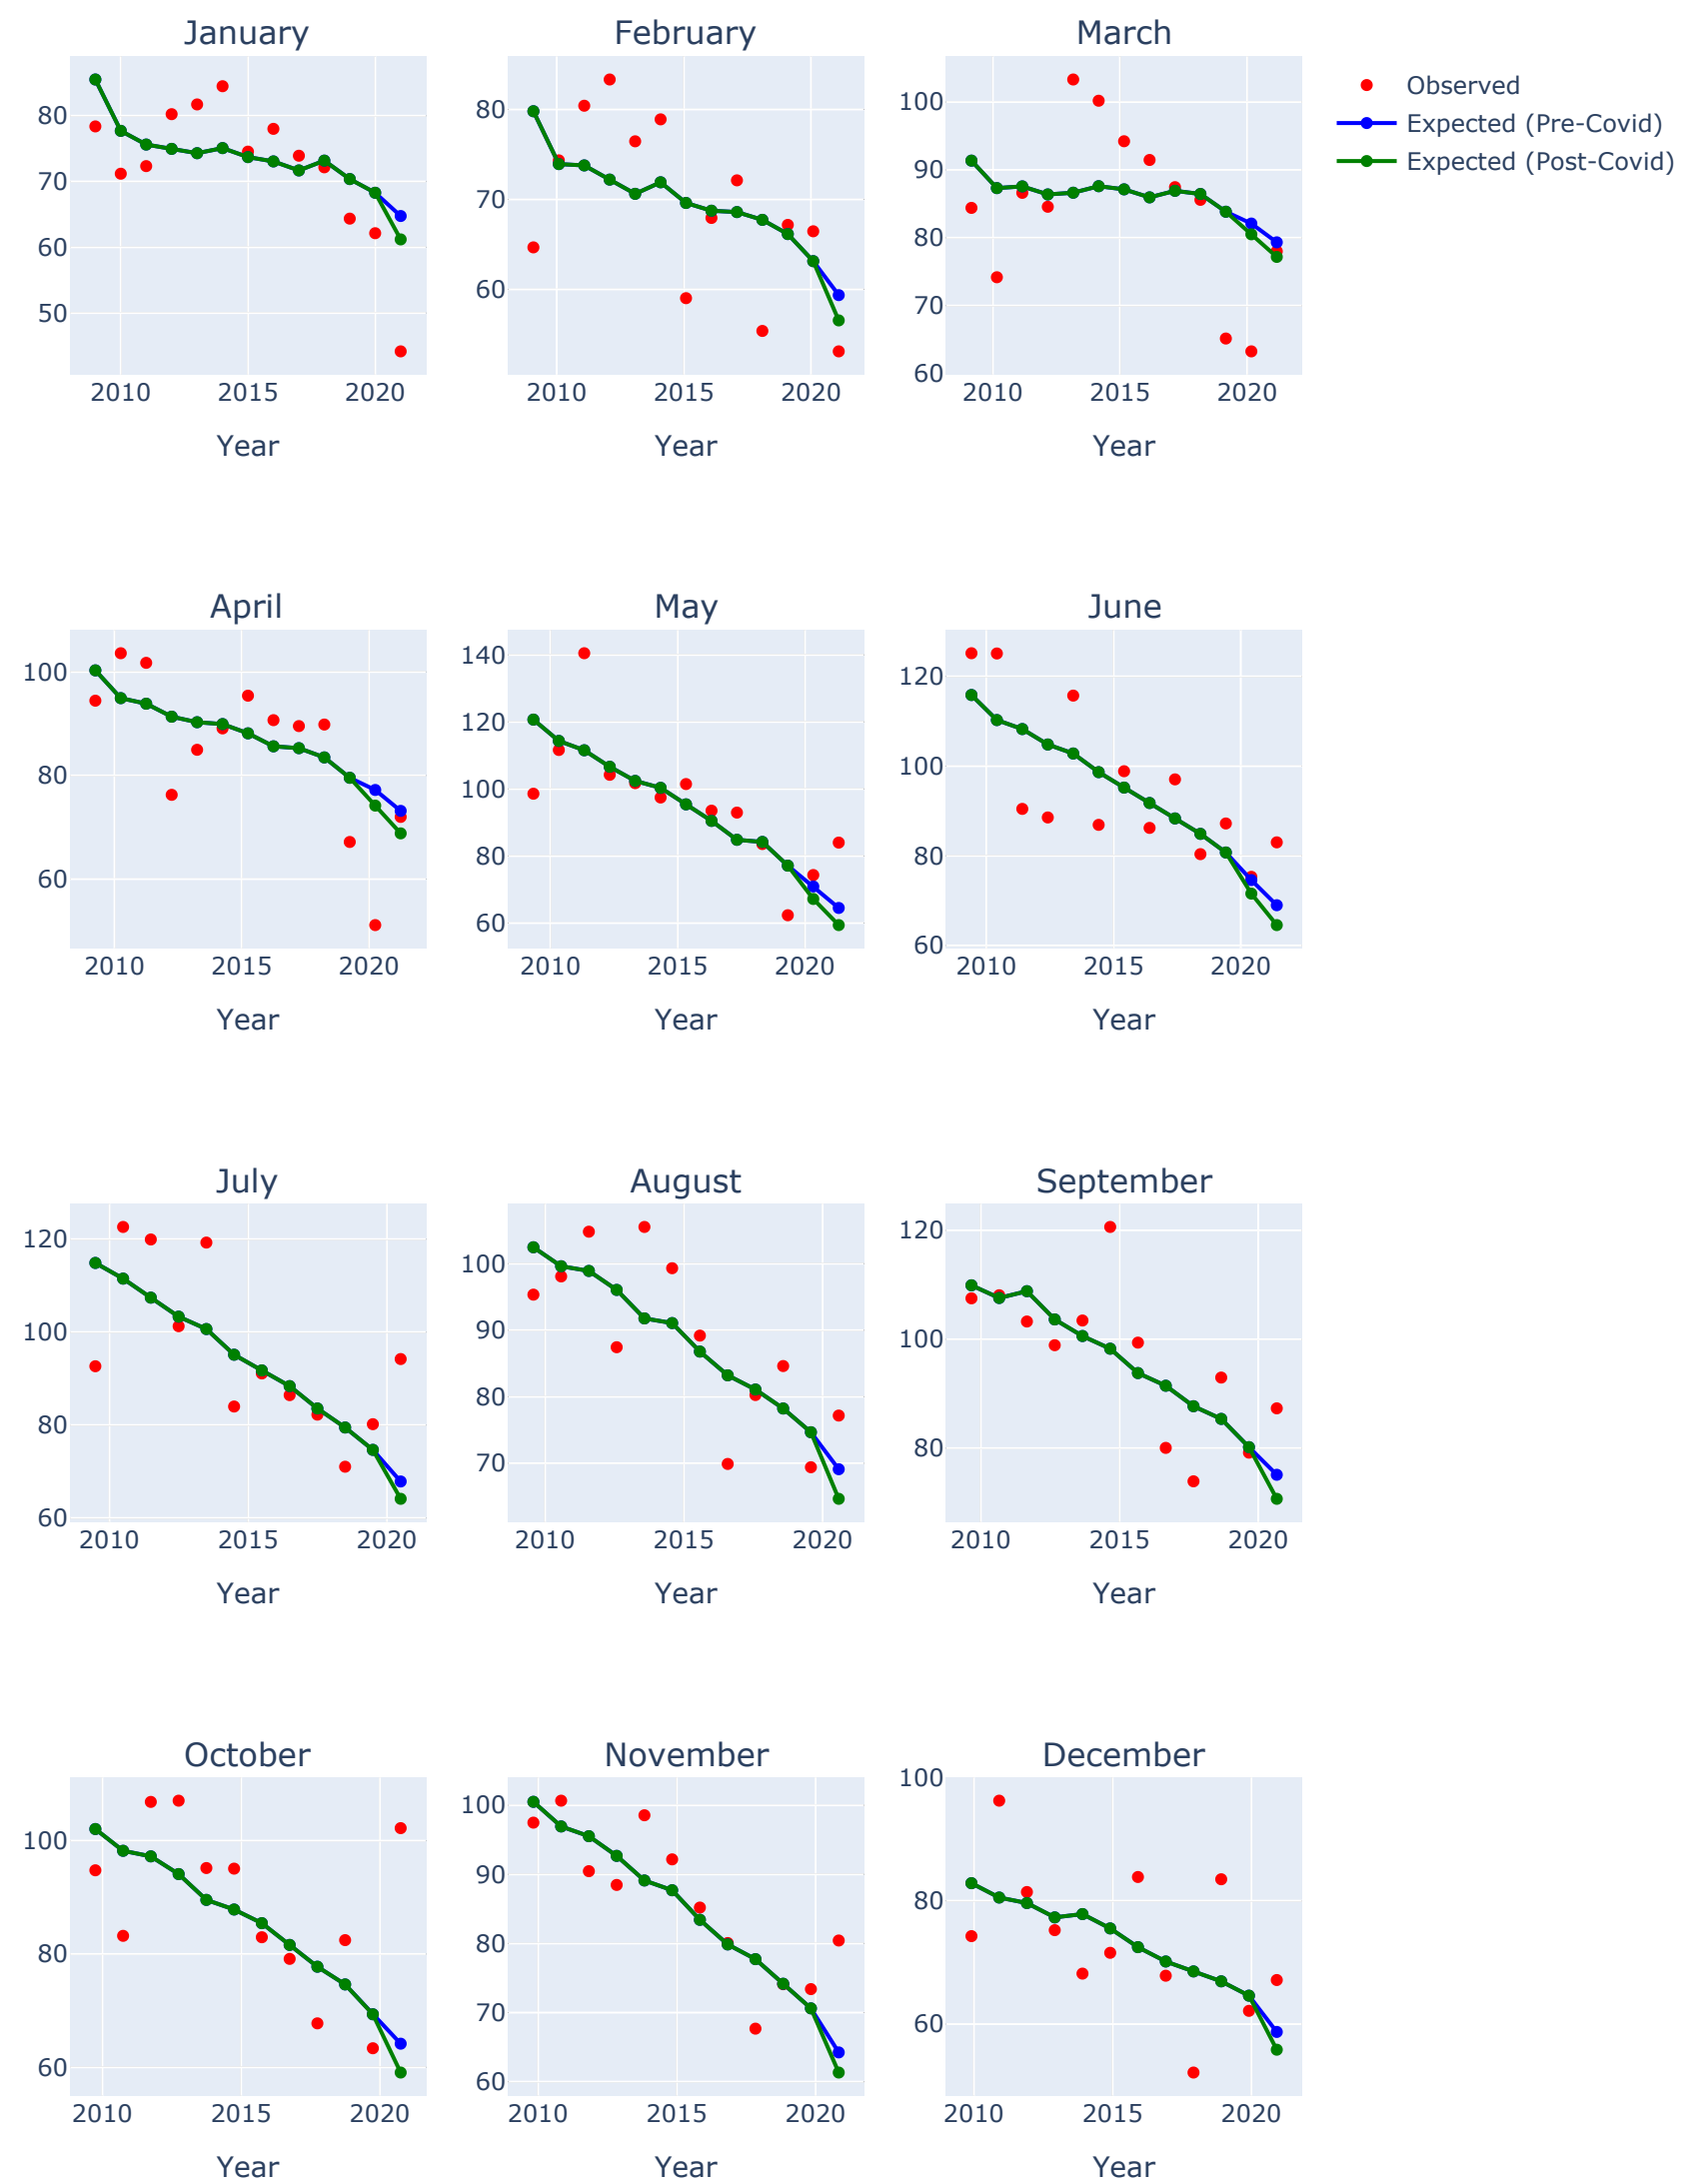 January February March
Observed
Expected (Pre-Covid)
Expected (Post-Covid)
80
70
60
50
2010 2015 2020
Year
80
70
60
2010 2015 2020
Year
100
90
80
70
60
2010 2015 2020
Year
April May June
100
80
60
2010 2015 2020
Year
140
120
100
80
60
2010 2015 2020
Year
120
100
80
60
2010 2015 2020
Year
July August September
120
100
80
60
2010 2015 2020
Year
100
90
80
70
2010 2015 2020
Year
120
100
80
2010 2015 2020
Year
October November December
100
80
60
2010 2015 2020
Year
100
90
80
70
60
2010 2015 2020
Year
100
80
60
2010 2015 2020
Year